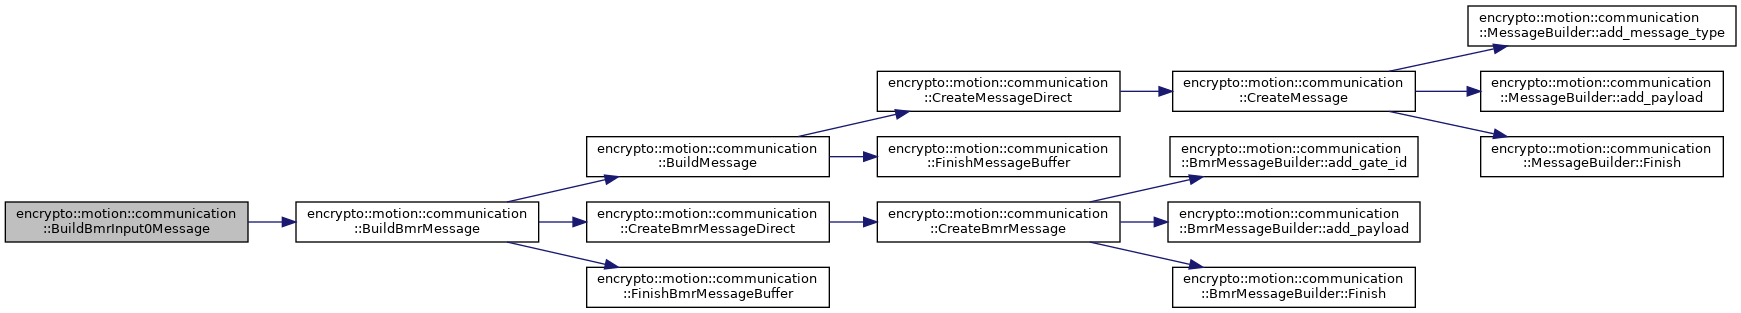 encrypto::motion::communication
::MessageBuilder::add_message_type
encrypto::motion::communication
::CreateMessageDirect
encrypto::motion::communication
::CreateMessage
encrypto::motion::communication
::MessageBuilder::add_payload
encrypto::motion::communication
::BuildMessage
encrypto::motion::communication
::FinishMessageBuffer
encrypto::motion::communication
::BmrMessageBuilder::add_gate_id
encrypto::motion::communication
::MessageBuilder::Finish
encrypto::motion::communication
::BuildBmrInput0Message
encrypto::motion::communication
::BuildBmrMessage
encrypto::motion::communication
::CreateBmrMessageDirect
encrypto::motion::communication
::CreateBmrMessage
encrypto::motion::communication
::BmrMessageBuilder::add_payload
encrypto::motion::communication
::FinishBmrMessageBuffer
encrypto::motion::communication
::BmrMessageBuilder::Finish